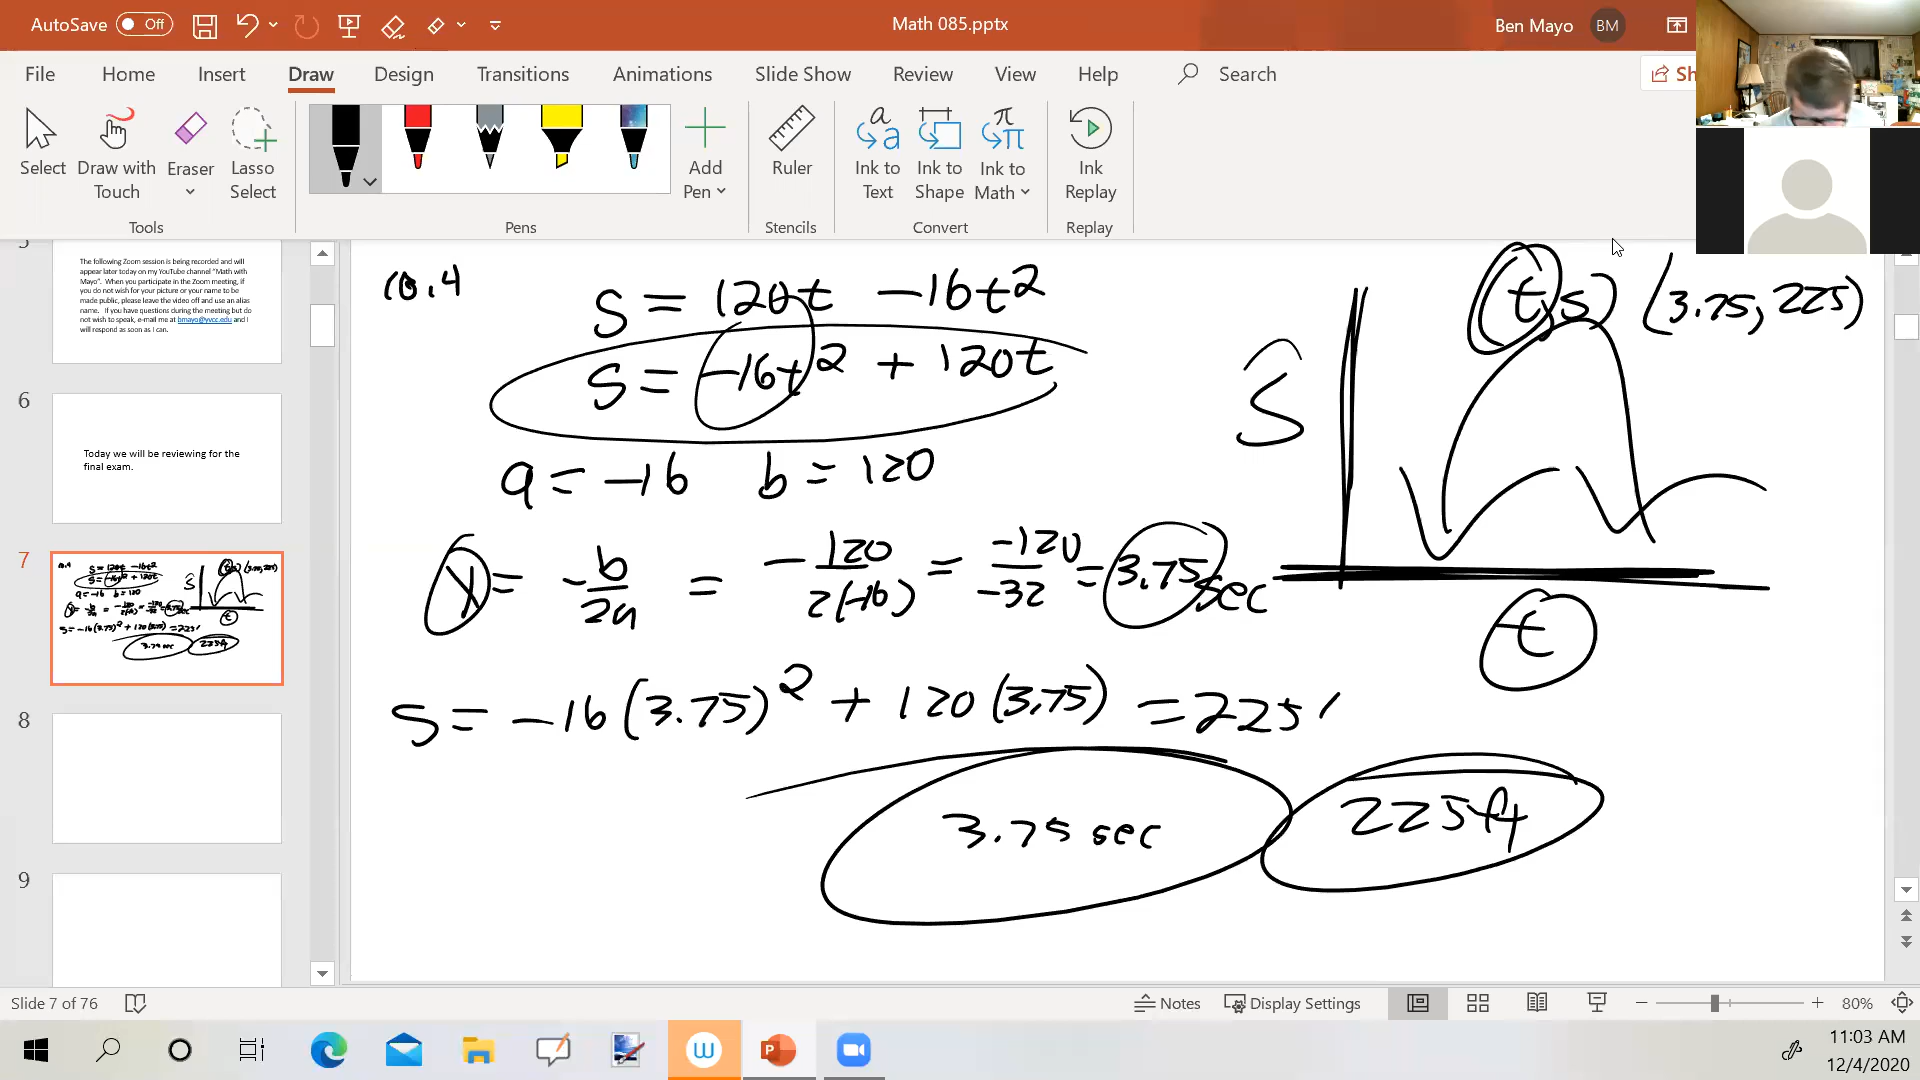 AutoSave Off
Math 085.pptx
Ben Mayo BM
File Home Insert Draw Design Transitions Animations Slide Show Review View Help Search Sh
Select
Draw with Touch
Eraser
Lasso Select
Add Pen
Ruler
Ink to Text
Ink to Shape
Ink to Math
Ink Replay
Tools Pens Stencils Convert Replay
The following Zoom session is being recorded and will
appear later today on my YouTube channel "Math with
Mayo". When you participate in the Zoom meeting, if
you do not wish for your picture or your name to be
made public, please leave the video off and use an alias
name. If you have questions during the meeting but do
not wish to speak, e-mail me at bmayo@yvcc.edu and I
will respond as soon as I can.
6
Today we will be reviewing for the
final exam.
7
8
9
10.4
S = 120t - 16t²
S = -16t² + 120t
a = -16 b = 120
X = -b/2a = -120/2(-16) = -120/-32 = 3.75 sec
S = -16(3.75)² + 120(3.75) = 225'
3.75 sec 225 ft
(t,s) (3.75, 225)
S
t
Slide 7 of 76
Notes Display Settings 80%
11:03 AM
12/4/2020